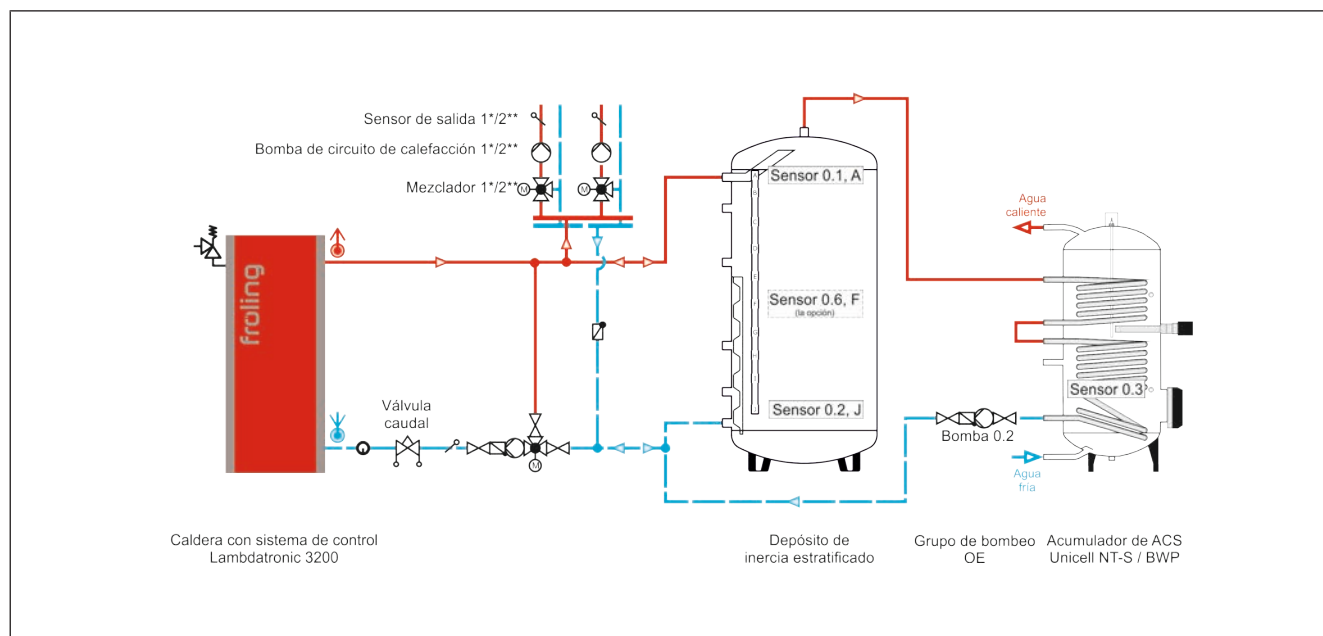 Sensor de salida 1*/2**
Bomba de circuito de calefacción 1*/2**
Mezclador 1*/2**
M
M
Sensor 0.1, A
A
B
C
D
E
Sensor 0.6, F
(la opción)
F
G
H
I
Sensor 0.2, J
Agua
caliente
fröling
Válvula
caudal
M
Sensor 0.3
Bomba 0.2
Agua
fría
Caldera con sistema de control
Lambdatronic 3200
Depósito de
inercia estratificado
Grupo de bombeo
OE
Acumulador de ACS
Unicell NT-S / BWP